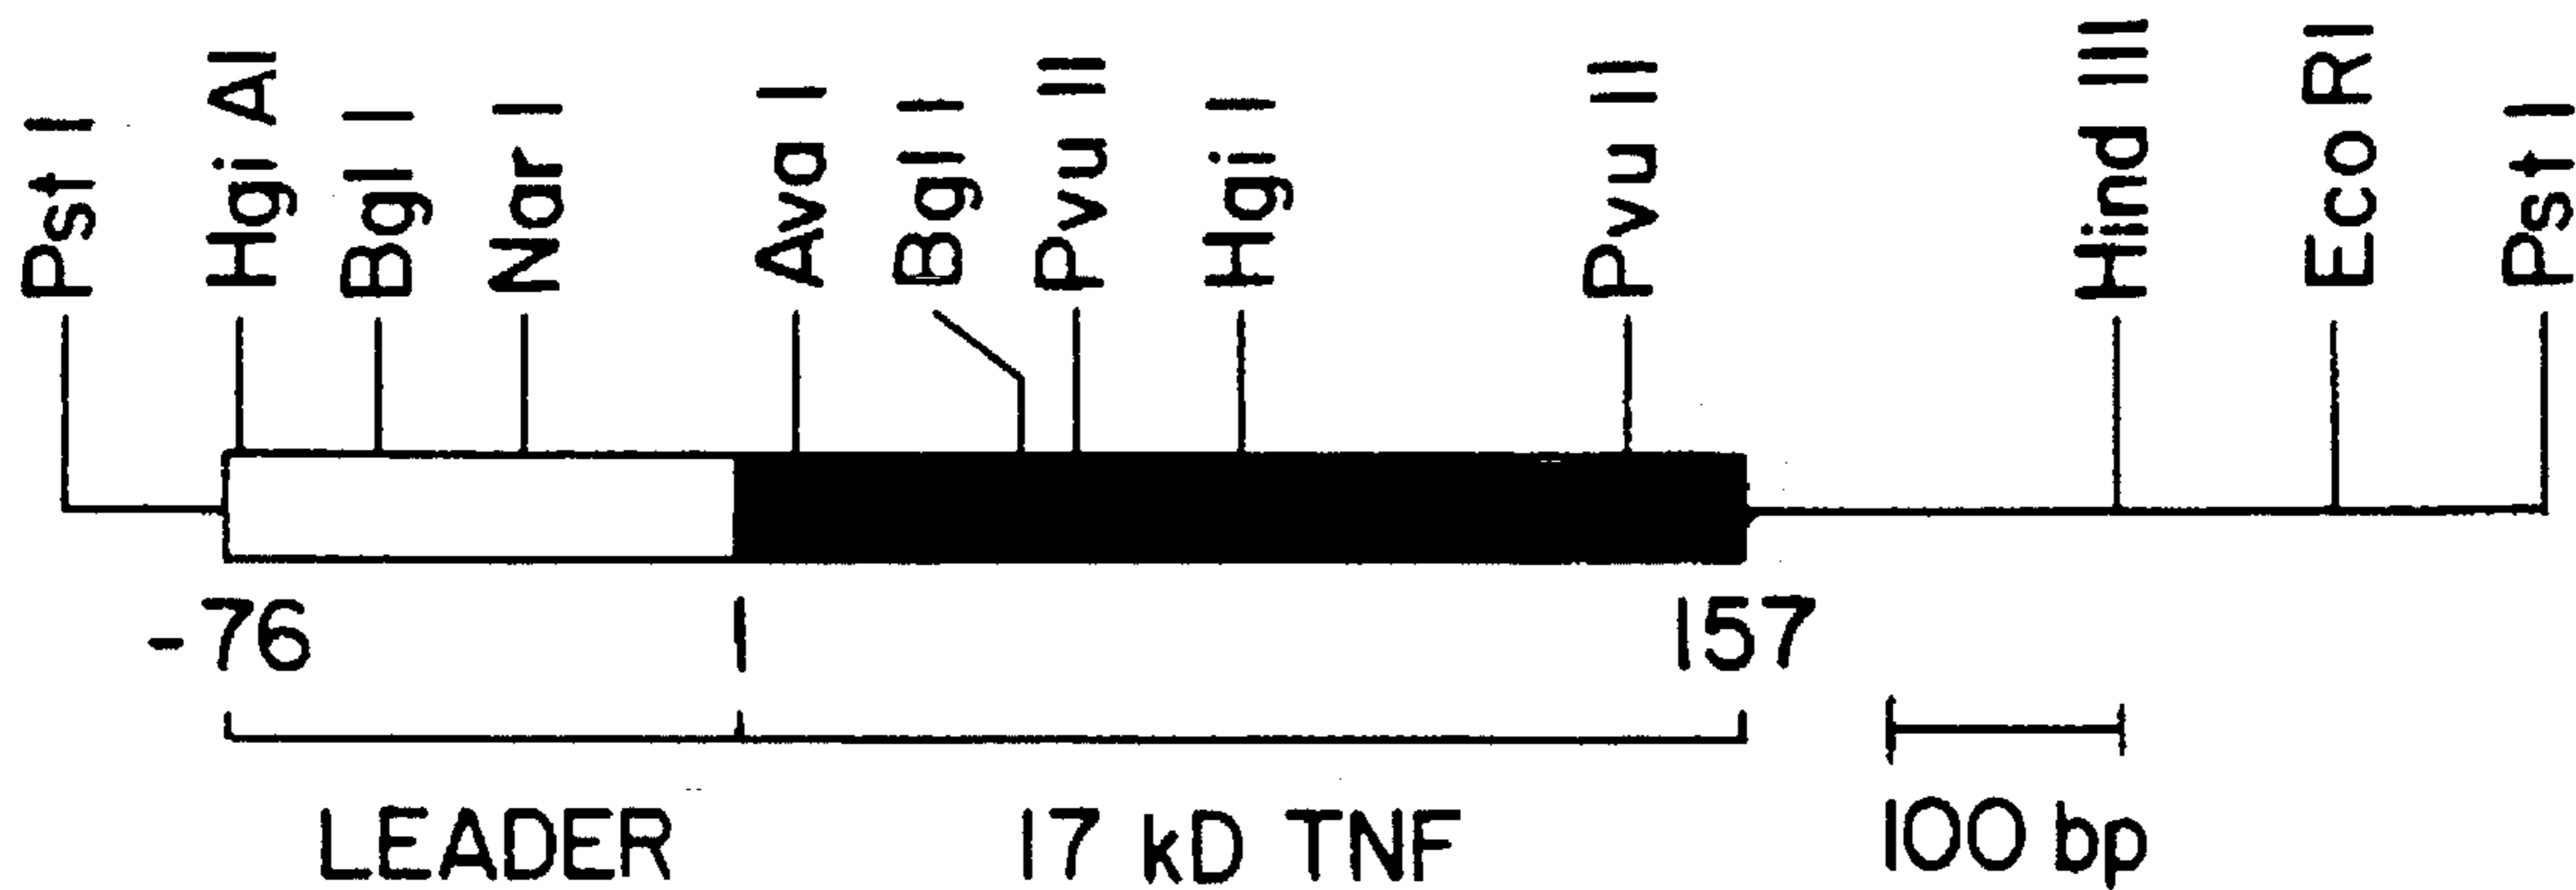 Pst I
Hgi AI
Bgl I
Nar I
Ava I
Bgl I
Pvu II
Hgi I
Pvu II
Hind III
Eco RI
Pst I
-76
1
157
LEADER
17 kD TNF
100 bp